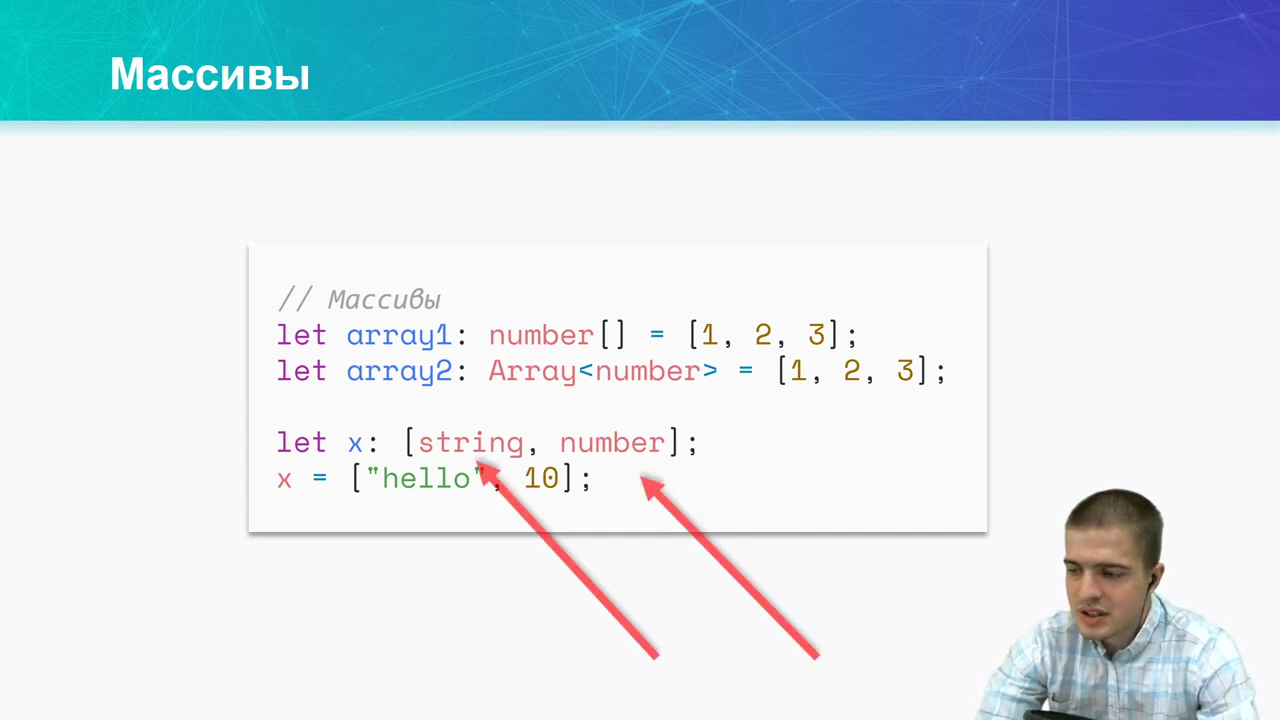 Массивы
// Массивы
let array1: number[] = [1, 2, 3];
let array2: Array<number> = [1, 2, 3];
let x: [string, number];
x = ["hello", 10];